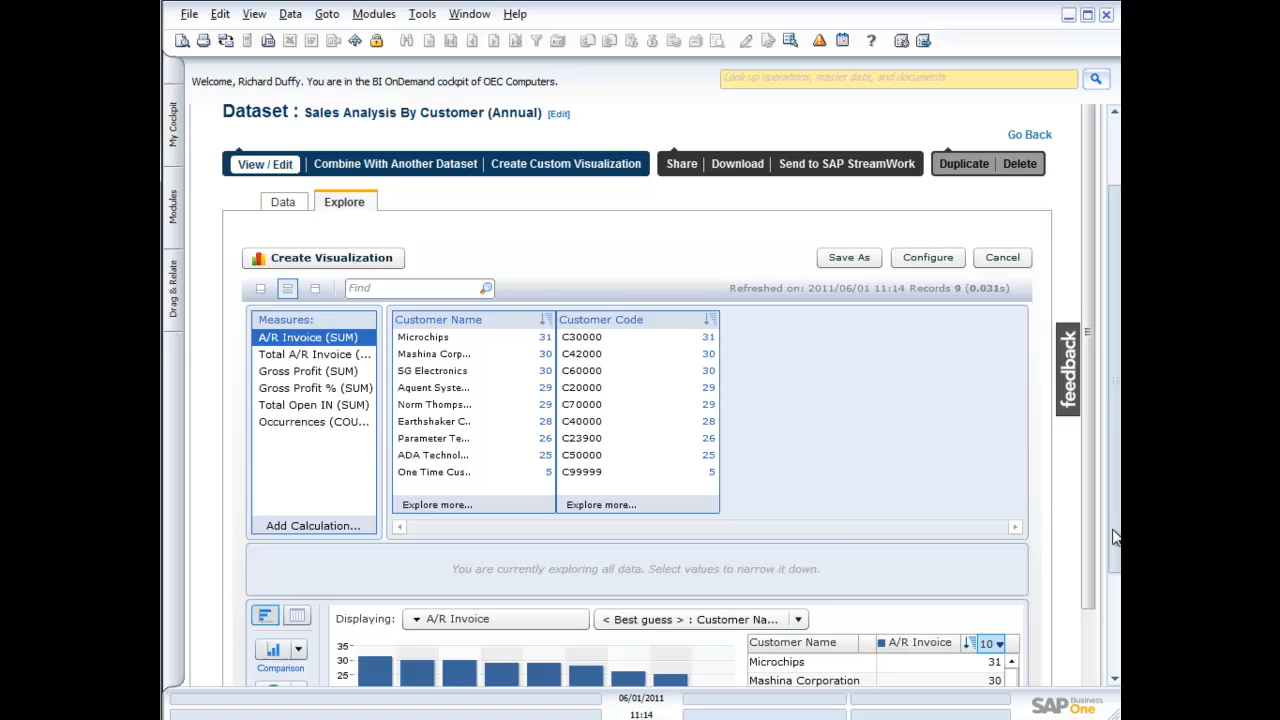 File Edit View Data Goto Modules Tools Window Help
Welcome, Richard Duffy. You are in the BI OnDemand cockpit of OEC Computers.
Look up operations, master data, and documents
My Cockpit
Modules
Drag & Relate
Dataset : Sales Analysis By Customer (Annual) [Edit]
Go Back
View / Edit Combine With Another Dataset Create Custom Visualization Share Download Send to SAP StreamWork Duplicate Delete
Data Explore
Create Visualization Save As Configure Cancel
Find Refreshed on: 2011/06/01 11:14 Records 9 (0.031s)
Measures: Customer Name Customer Code
A/R Invoice (SUM) Microchips 31 C30000 31
Total A/R Invoice (... Mashina Corp... 30 C42000 30
Gross Profit (SUM) SG Electronics 30 C60000 30
Gross Profit % (SUM) Aquent Syste... 29 C20000 29
Total Open IN (SUM) Norm Thomps... 29 C70000 29
Occurrences (COU... Earthshaker C.. 28 C40000 28
Parameter Te... 26 C23900 26
ADA Technol... 25 C50000 25
One Time Cus.. 5 C99999 5
Explore more... Explore more...
Add Calculation...
feedback
You are currently exploring all data. Select values to narrow it down.
Displaying: A/R Invoice < Best guess > : Customer Na...
Comparison
35
30
25
Customer Name A/R Invoice 10
Microchips 31
Mashina Corporation 30
06/01/2011
11:14
SAP Business One